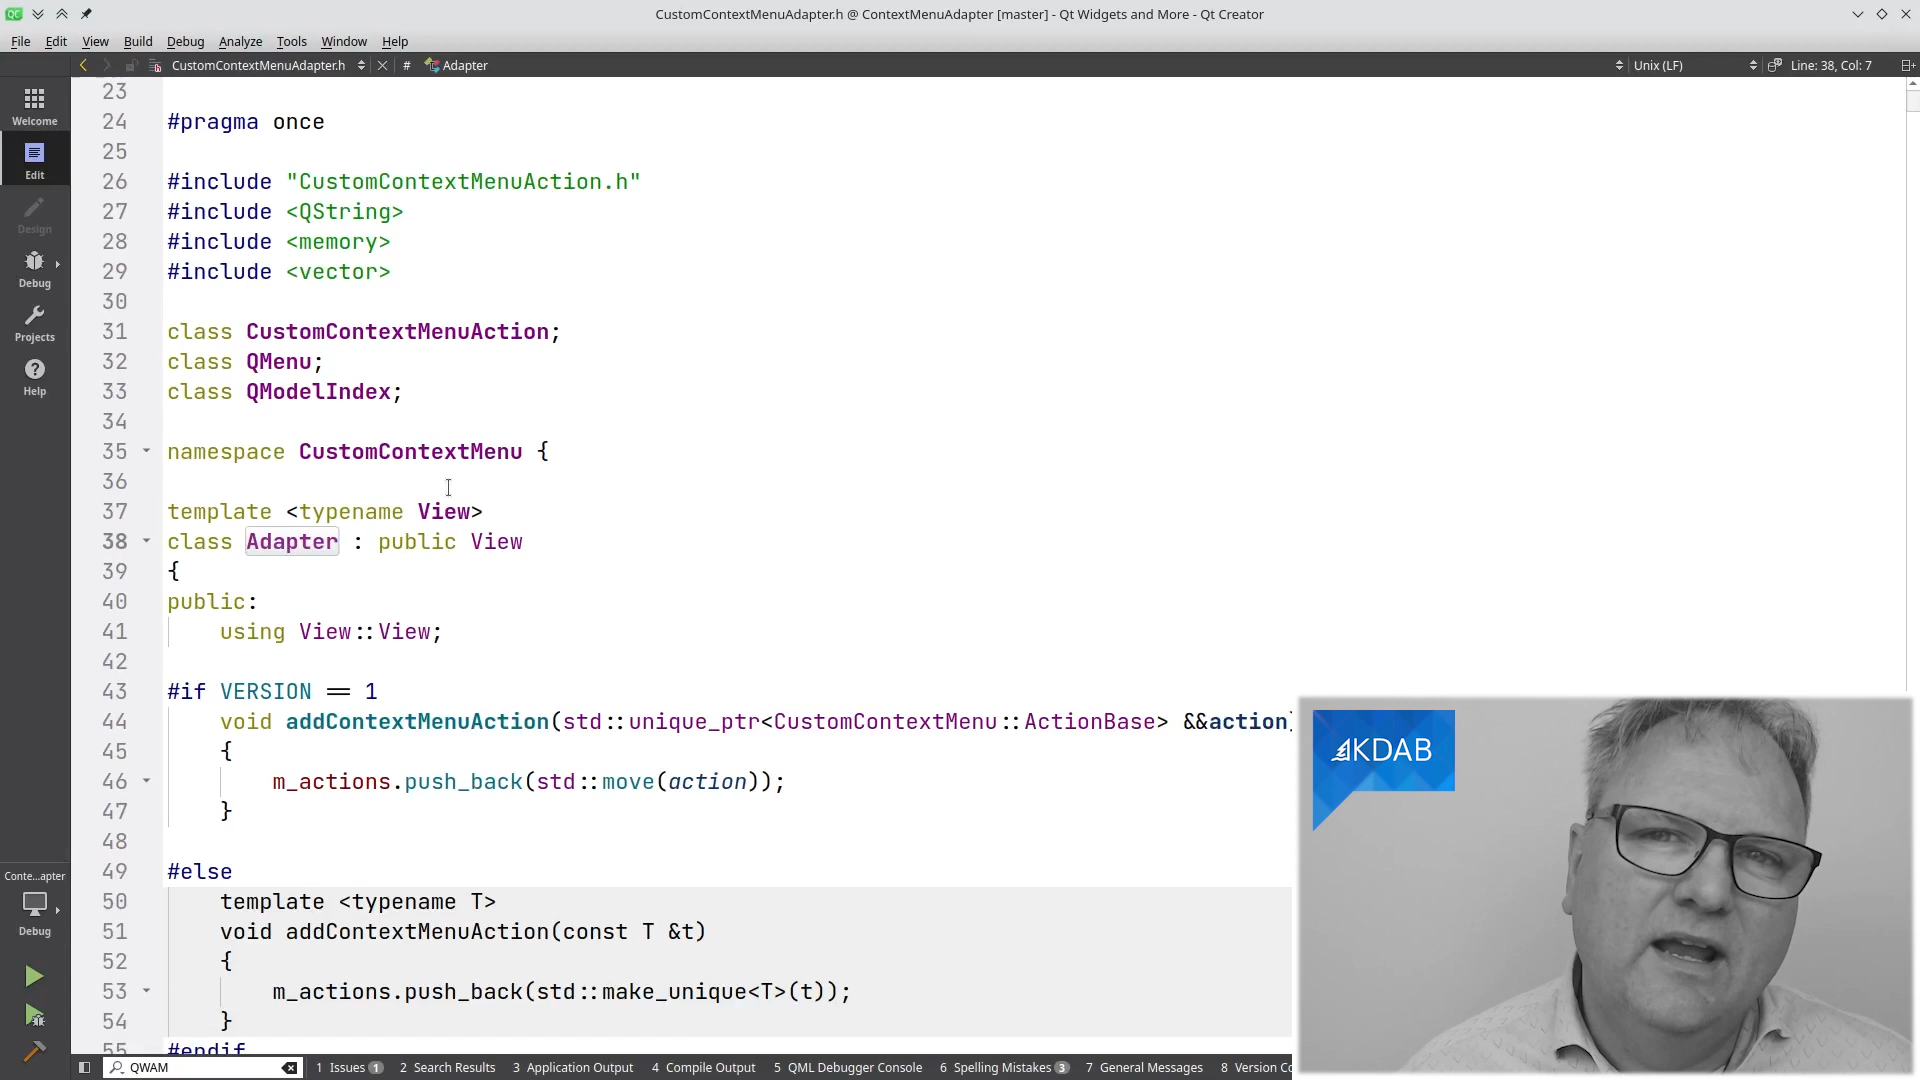 CustomContextMenuAdapter.h @ ContextMenuAdapter [master] - Qt Widgets and More - Qt Creator
File Edit View Build Debug Analyze Tools Window Help
CustomContextMenuAdapter.h # Adapter Unix (LF) Line: 38, Col: 7
Welcome
Edit
Design
Debug
Projects
Help
Conte...apter
Debug
23
24 #pragma once
25
26 #include "CustomContextMenuAction.h"
27 #include <QString>
28 #include <memory>
29 #include <vector>
30
31 class CustomContextMenuAction;
32 class QMenu;
33 class QModelIndex;
34
35 namespace CustomContextMenu {
36
37 template <typename View>
38 class Adapter : public View
39 {
40 public:
41 using View::View;
42
43 #if VERSION == 1
44 void addContextMenuAction(std::unique_ptr<CustomContextMenu::ActionBase> &&action)
45 {
46 m_actions.push_back(std::move(action));
47 }
48
49 #else
50 template <typename T>
51 void addContextMenuAction(const T &t)
52 {
53 m_actions.push_back(std::make_unique<T>(t));
54 }
55 #endif
KDAB
QWAM 1 Issues 1 2 Search Results 3 Application Output 4 Compile Output 5 QML Debugger Console 6 Spelling Mistakes 3 7 General Messages 8 Version Co